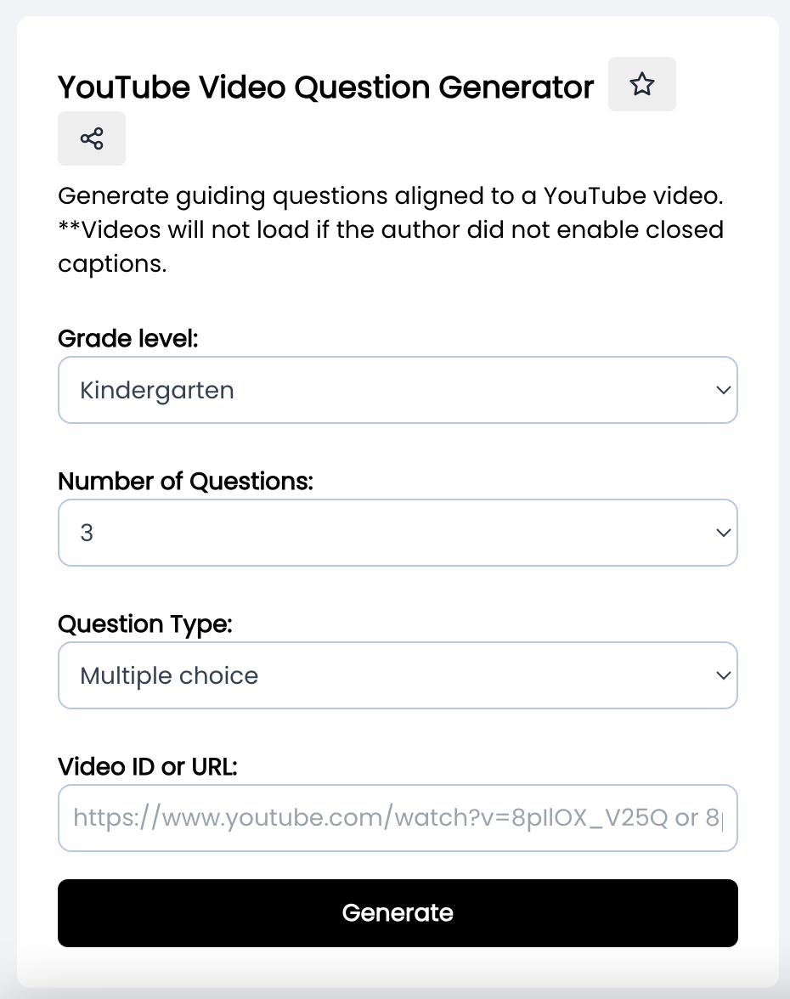 YouTube Video Question Generator
Generate guiding questions aligned to a YouTube video.
**Videos will not load if the author did not enable closed
captions.
Grade level:
Kindergarten
Number of Questions:
3
Question Type:
Multiple choice
Video ID or URL:
https://www.youtube.com/watch?v=8pIlOX_V25Q or 8p
Generate